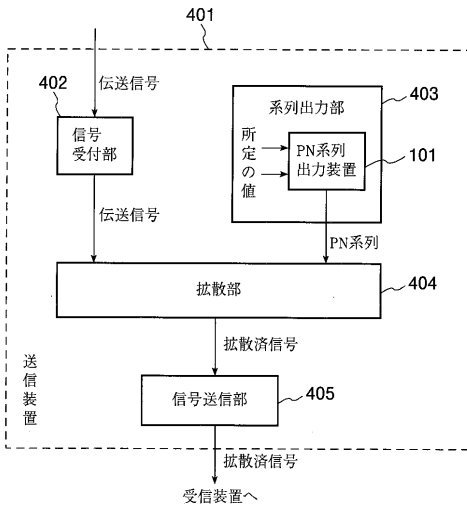 401
伝送信号
402
信号
受付部
403
系列出力部
所定の値
PN系列
出力装置
101
伝送信号
PN系列
拡散部
404
拡散済信号
送信装置
信号送信部
405
拡散済信号
受信装置へ